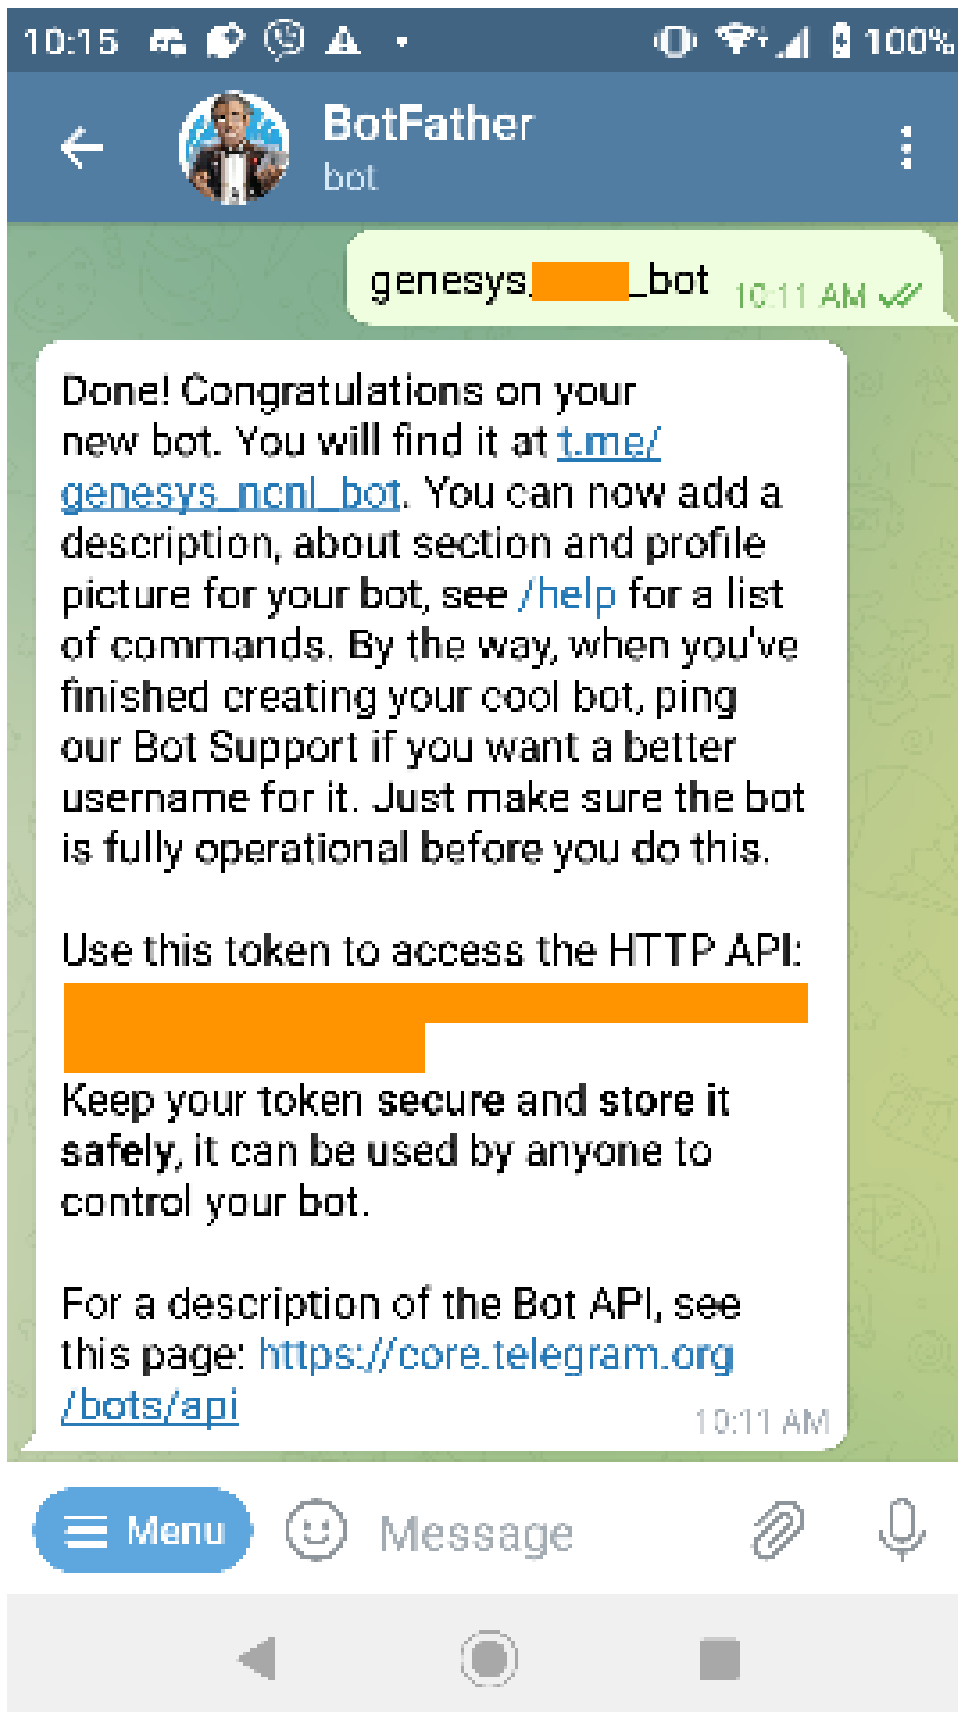 10:15 100%
BotFather
bot
genesys_ _bot 10:11 AM
Done! Congratulations on your
new bot. You will find it at t.me/
genesys_ncnl_bot. You can now add a
description, about section and profile
picture for your bot, see /help for a list
of commands. By the way, when you've
finished creating your cool bot, ping
our Bot Support if you want a better
username for it. Just make sure the bot
is fully operational before you do this.
Use this token to access the HTTP API:
Keep your token secure and store it
safely, it can be used by anyone to
control your bot.
For a description of the Bot API, see
this page: https://core.telegram.org
/bots/api
10:11 AM
Menu Message